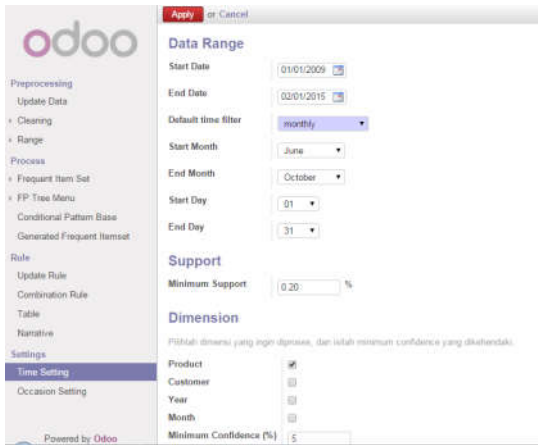 odoo
Preprocessing
Update Data
Cleaning
Range
Process
Frequent Item Set
FP Tree Menu
Conditional Pattern Base
Generated Frequent Itemset
Rule
Update Rule
Combination Rule
Table
Narrative
Settings
Time Setting
Occasion Setting
Powered by Odoo
Apply or Cancel
Data Range
Start Date 01/01/2009
End Date 02/01/2015
Default time filter monthly
Start Month June
End Month October
Start Day 01
End Day 31
Support
Minimum Support 0.20 %
Dimension
Pilihlah dimensi yang ingin diproses, dan isilah minimum confidence yang dikehendaki.
Product
Customer
Year
Month
Minimum Confidence (%) 5